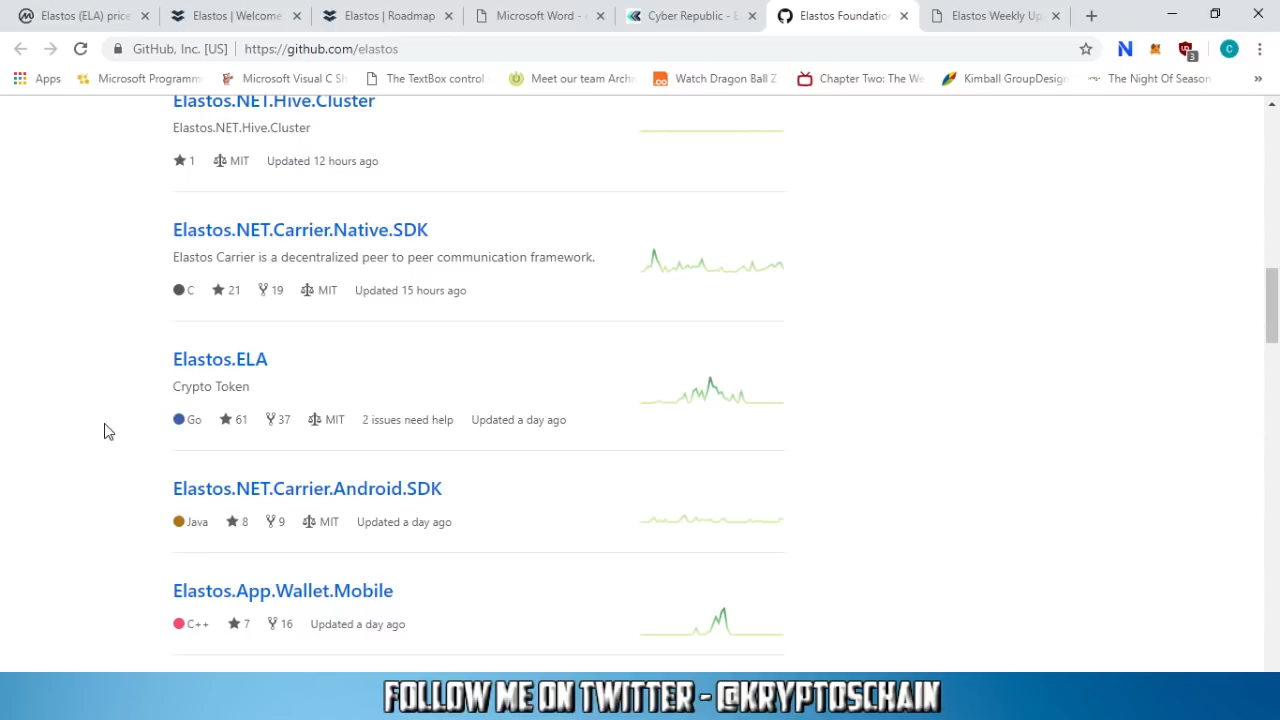 Elastos (ELA) price
Elastos | Welcome
Elastos | Roadmap
Microsoft Word -
Cyber Republic - E
Elastos Foundation
Elastos Weekly Up
GitHub, Inc. [US]
https://github.com/elastos
3
C
Apps
Microsoft Programm
Microsoft Visual C Sh
The TextBox control
Meet our team Archi
Watch Dragon Ball Z
Chapter Two: The We
Kimball GroupDesign
The Night Of Season
»
Elastos.NET.Hive.Cluster
Elastos.NET.Hive.Cluster
1 MIT Updated 12 hours ago
Elastos.NET.Carrier.Native.SDK
Elastos Carrier is a decentralized peer to peer communication framework.
C 21 19 MIT Updated 15 hours ago
Elastos.ELA
Crypto Token
Go 61 37 MIT 2 issues need help Updated a day ago
Elastos.NET.Carrier.Android.SDK
Java 8 9 MIT Updated a day ago
Elastos.App.Wallet.Mobile
C++ 7 16 Updated a day ago
FOLLOW ME ON TWITTER - @KRYPTOSCHAIN